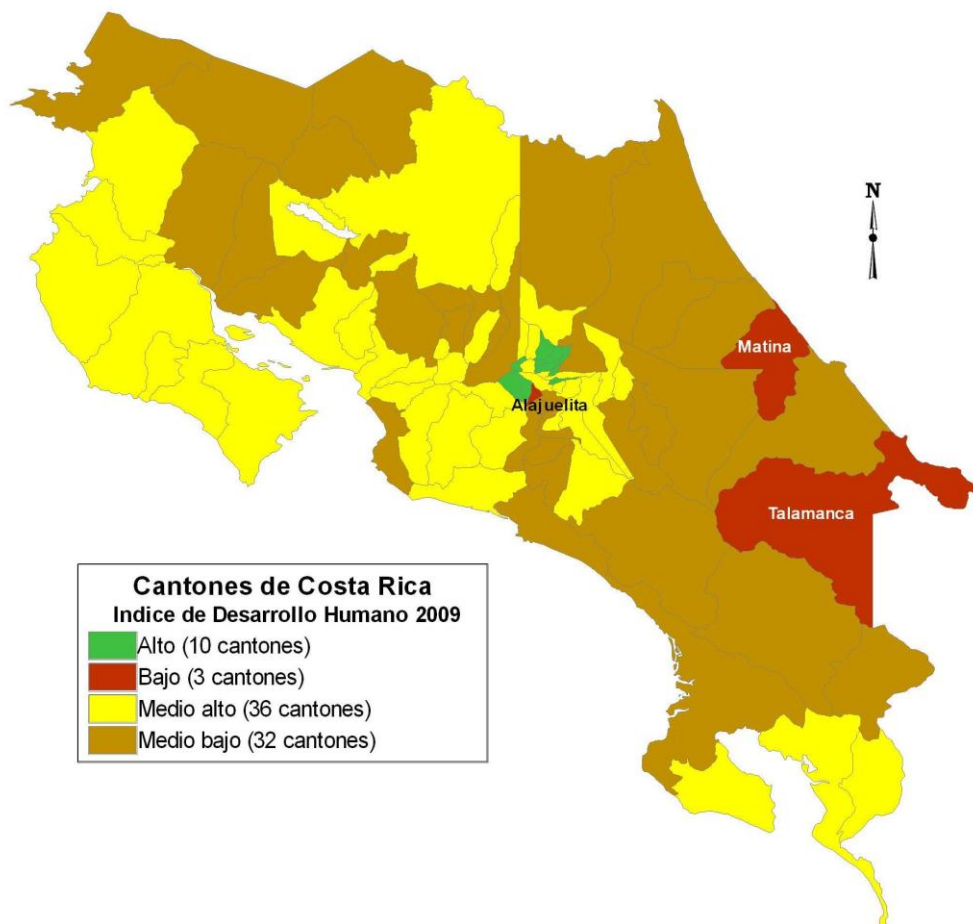 N
Matina
Alajuelita
Talamanca
Cantones de Costa Rica
Indice de Desarrollo Humano 2009
Alto (10 cantones)
Bajo (3 cantones)
Medio alto (36 cantones)
Medio bajo (32 cantones)